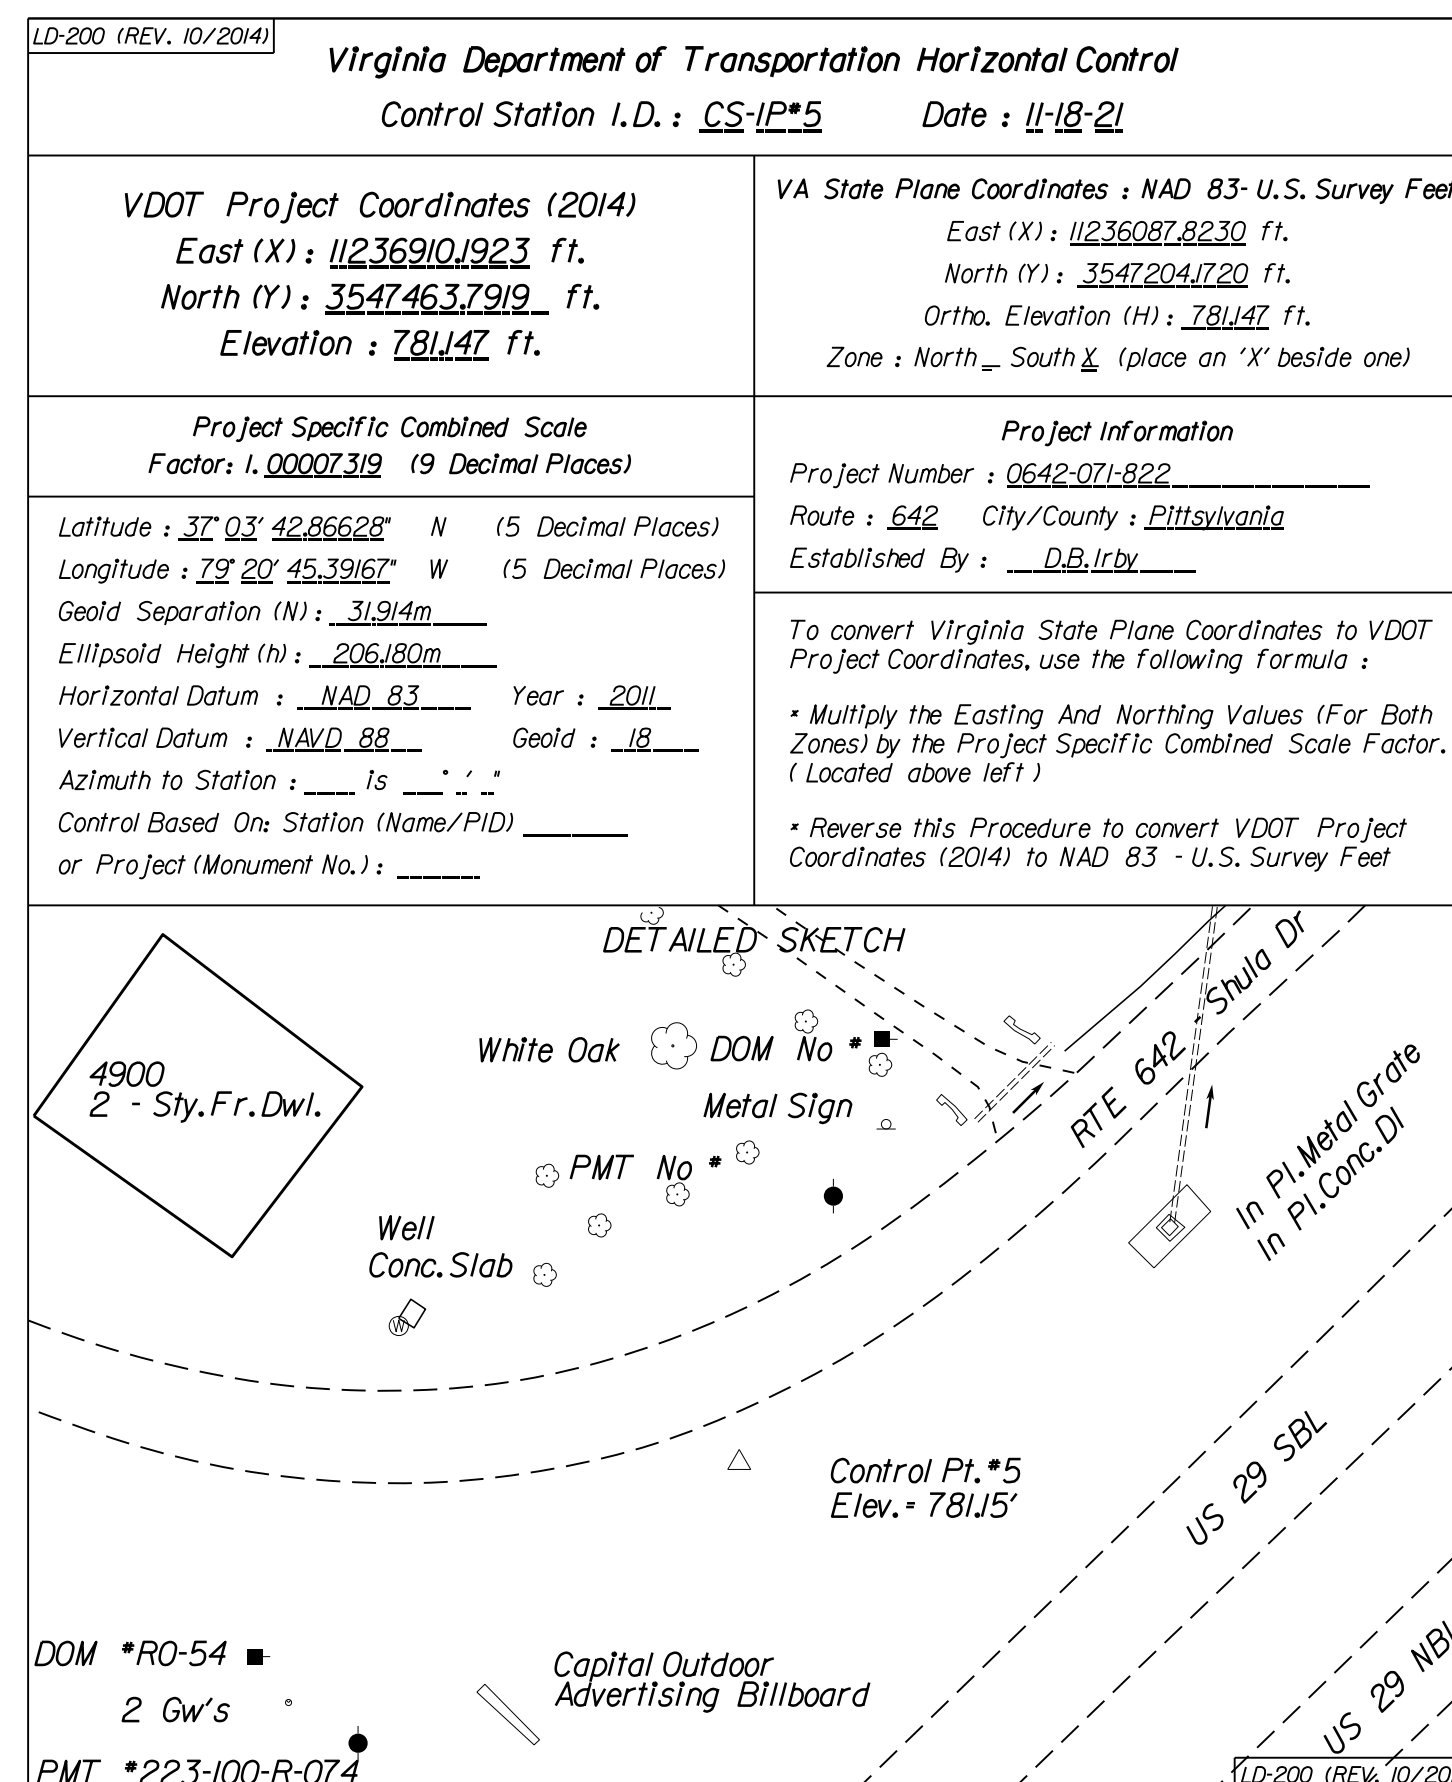 LD-200 (REV. 10/2014)
Virginia Department of Transportation Horizontal Control
Control Station I.D. : CS-IP#5 Date : 11-18-21
VDOT Project Coordinates (2014)
East (X) : 11236910.1923 ft.
North (Y) : 3547463.7919 ft.
Elevation : 781.147 ft.
VA State Plane Coordinates : NAD 83- U.S. Survey Feet
East (X) : 11236087.8230 ft.
North (Y) : 3547204.1720 ft.
Ortho. Elevation (H) : 781.147 ft.
Zone : North _ South X (place an 'X' beside one)
Project Specific Combined Scale
Factor: 1. 00007319 (9 Decimal Places)
Project Information
Project Number : 0642-071-822
Route : 642 City/County : Pittsylvania
Established By : D.B.Irby
Latitude : 37° 03' 42.86628" N (5 Decimal Places)
Longitude : 79° 20' 45.39167" W (5 Decimal Places)
Geoid Separation (N) : 31.914m
Ellipsoid Height (h) : 206.180m
Horizontal Datum : NAD 83 Year : 2011
Vertical Datum : NAVD 88 Geoid : 18
Azimuth to Station : ____ is ___° _' _"
Control Based On: Station (Name/PID) ______
or Project (Monument No.) : ______
To convert Virginia State Plane Coordinates to VDOT
Project Coordinates, use the following formula :
* Multiply the Easting And Northing Values (For Both
Zones) by the Project Specific Combined Scale Factor.
( Located above left )
* Reverse this Procedure to convert VDOT Project
Coordinates (2014) to NAD 83 - U.S. Survey Feet
DETAILED SKETCH
4900
2 - Sty.Fr.Dwl.
White Oak
DOM No #
Metal Sign
PMT No #
Well
Conc.Slab
W
RTE 642 - Shula Dr
In Pl.Metal Grate
In Pl.Conc.DI
Control Pt.#5
Elev.= 781.15'
US 29 SBL
US 29 NBL
DOM #RO-54
2 Gw's
PMT #223-100-R-074
Capital Outdoor
Advertising Billboard
LD-200 (REV. 10/20